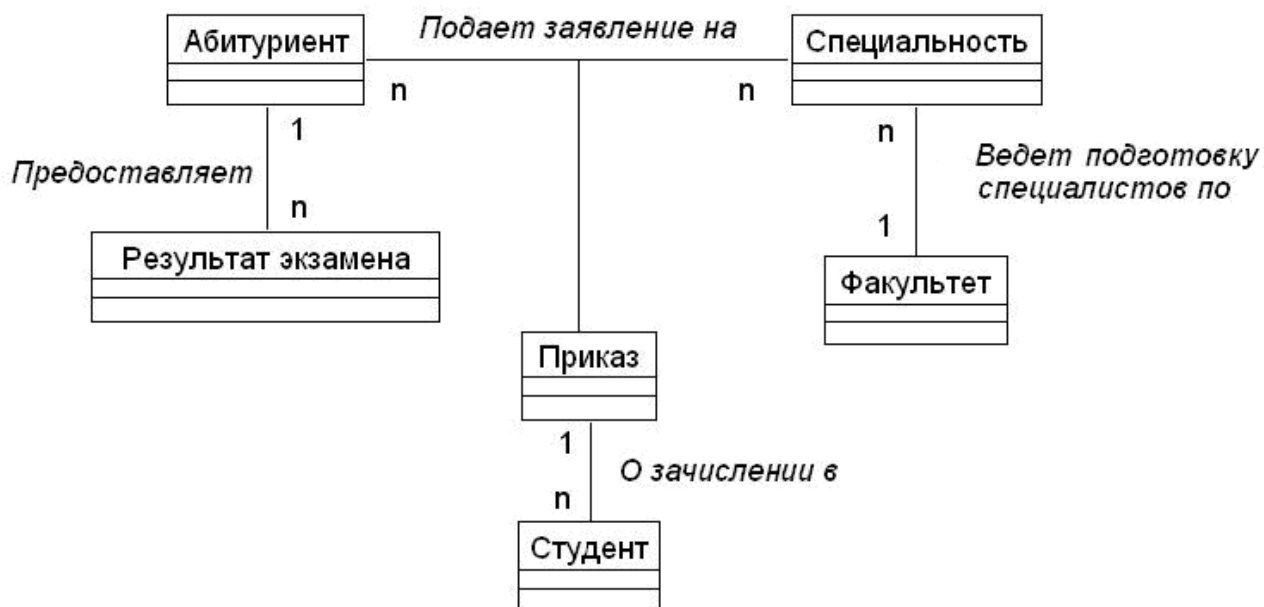 Абитуриент
Подает заявление на
Специальность
n
n
1
n
Предоставляет
Ведет подготовку
специалистов по
n
1
Результат экзамена
Факультет
Приказ
1
О зачислении в
n
Студент